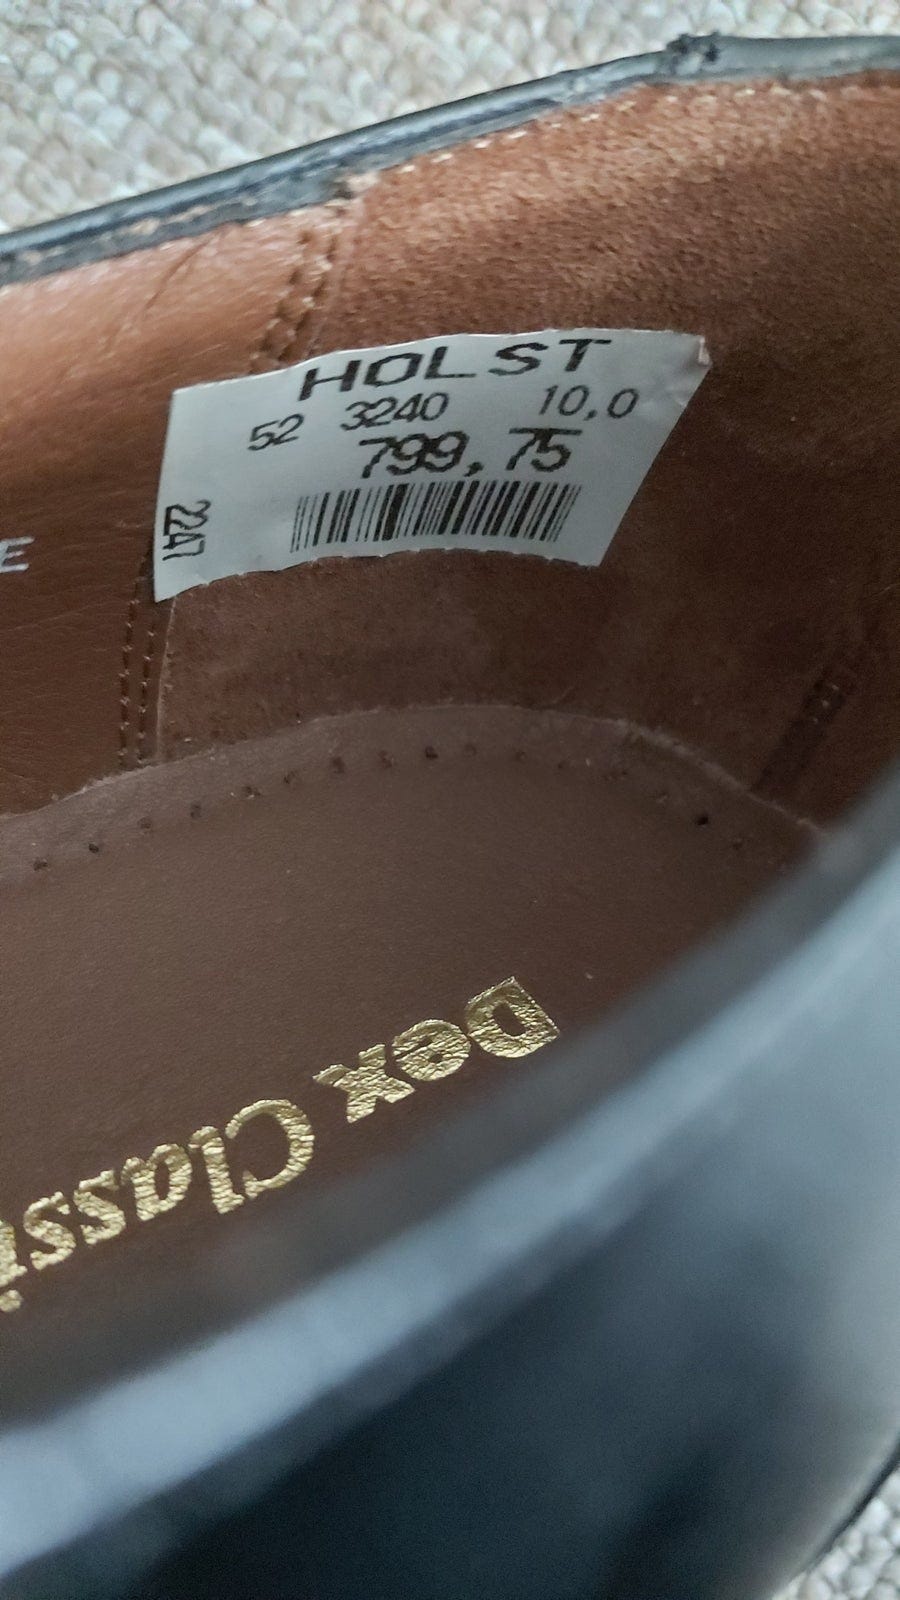 HOLST
52 3240 10,0
799,75
2247
E
Dex Classi